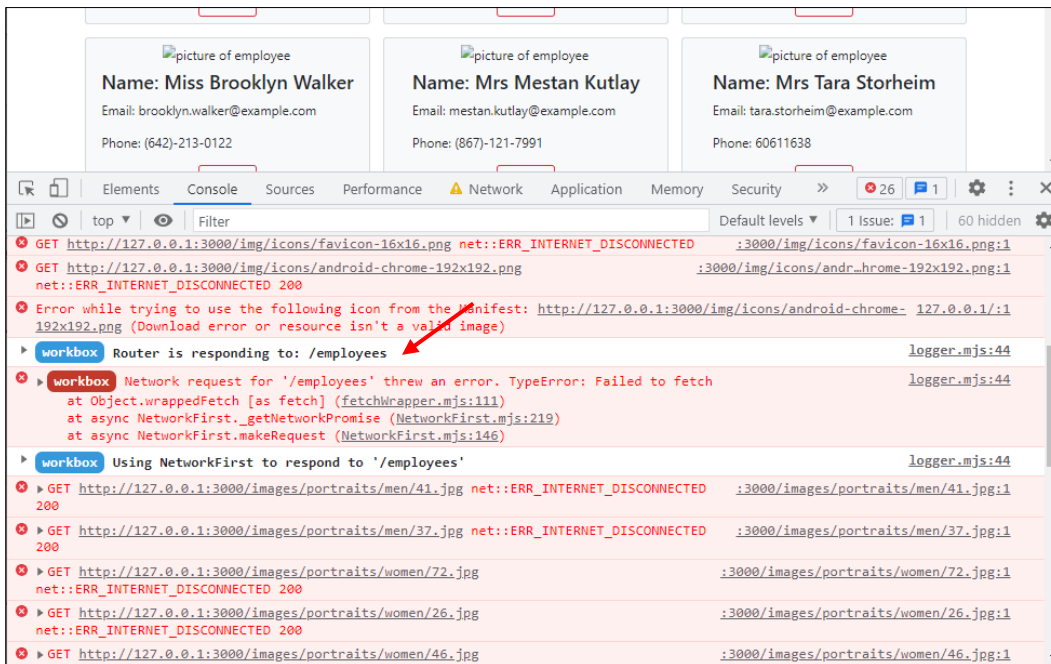 picture of employee picture of employee picture of employee
Name: Miss Brooklyn Walker Name: Mrs Mestan Kutlay Name: Mrs Tara Storheim
Email: brooklyn.walker@example.com Email: mestan.kutlay@example.com Email: tara.storheim@example.com
Phone: (642)-213-0122 Phone: (867)-121-7991 Phone: 60611638
Elements Console Sources Performance Network Application Memory Security » 26 1
top ▼ Filter Default levels ▼ 1 Issue: 1 60 hidden
GET http://127.0.0.1:3000/img/icons/favicon-16x16.png net::ERR_INTERNET_DISCONNECTED :3000/img/icons/favicon-16x16.png:1
GET http://127.0.0.1:3000/img/icons/android-chrome-192x192.png :3000/img/icons/andr…hrome-192x192.png:1
net::ERR_INTERNET_DISCONNECTED 200
Error while trying to use the following icon from the Manifest: http://127.0.0.1:3000/img/icons/android-chrome- 127.0.0.1/:1
192x192.png (Download error or resource isn't a valid image)
workbox Router is responding to: /employees logger.mjs:44
workbox Network request for '/employees' threw an error. TypeError: Failed to fetch logger.mjs:44
at Object.wrappedFetch [as fetch] (fetchWrapper.mjs:111)
at async NetworkFirst._getNetworkPromise (NetworkFirst.mjs:219)
at async NetworkFirst.makeRequest (NetworkFirst.mjs:146)
workbox Using NetworkFirst to respond to '/employees' logger.mjs:44
GET http://127.0.0.1:3000/images/portraits/men/41.jpg net::ERR_INTERNET_DISCONNECTED :3000/images/portraits/men/41.jpg:1
200
GET http://127.0.0.1:3000/images/portraits/men/37.jpg net::ERR_INTERNET_DISCONNECTED :3000/images/portraits/men/37.jpg:1
200
GET http://127.0.0.1:3000/images/portraits/women/72.jpg :3000/images/portraits/women/72.jpg:1
net::ERR_INTERNET_DISCONNECTED 200
GET http://127.0.0.1:3000/images/portraits/women/26.jpg :3000/images/portraits/women/26.jpg:1
net::ERR_INTERNET_DISCONNECTED 200
GET http://127.0.0.1:3000/images/portraits/women/46.jpg :3000/images/portraits/women/46.jpg:1